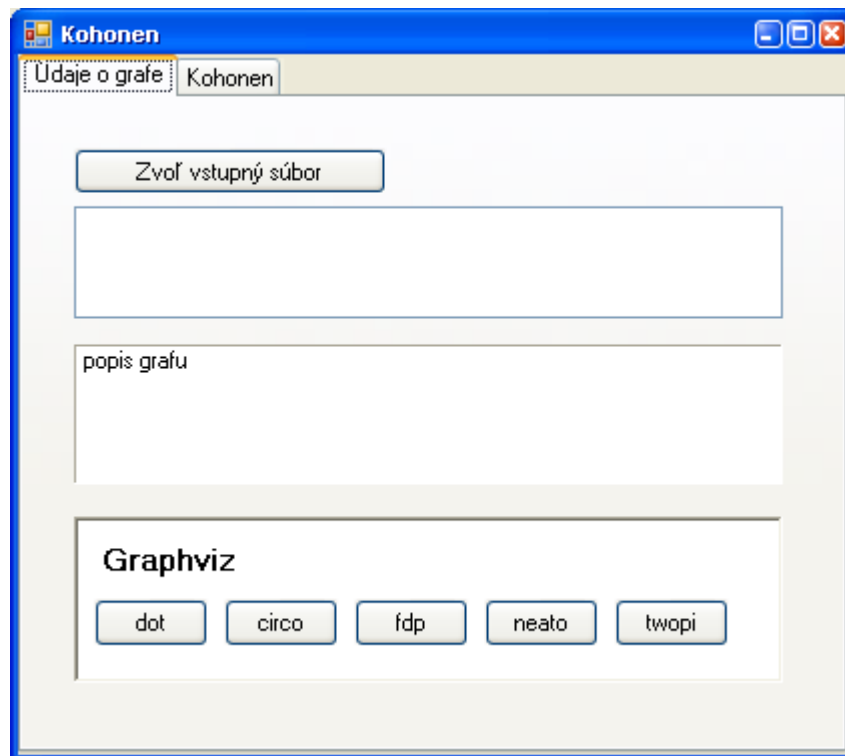 Kohonen
Údaje o grafe Kohonen
Zvoľ vstupný súbor
popis grafu
Graphviz
dot circo fdp neato twopi